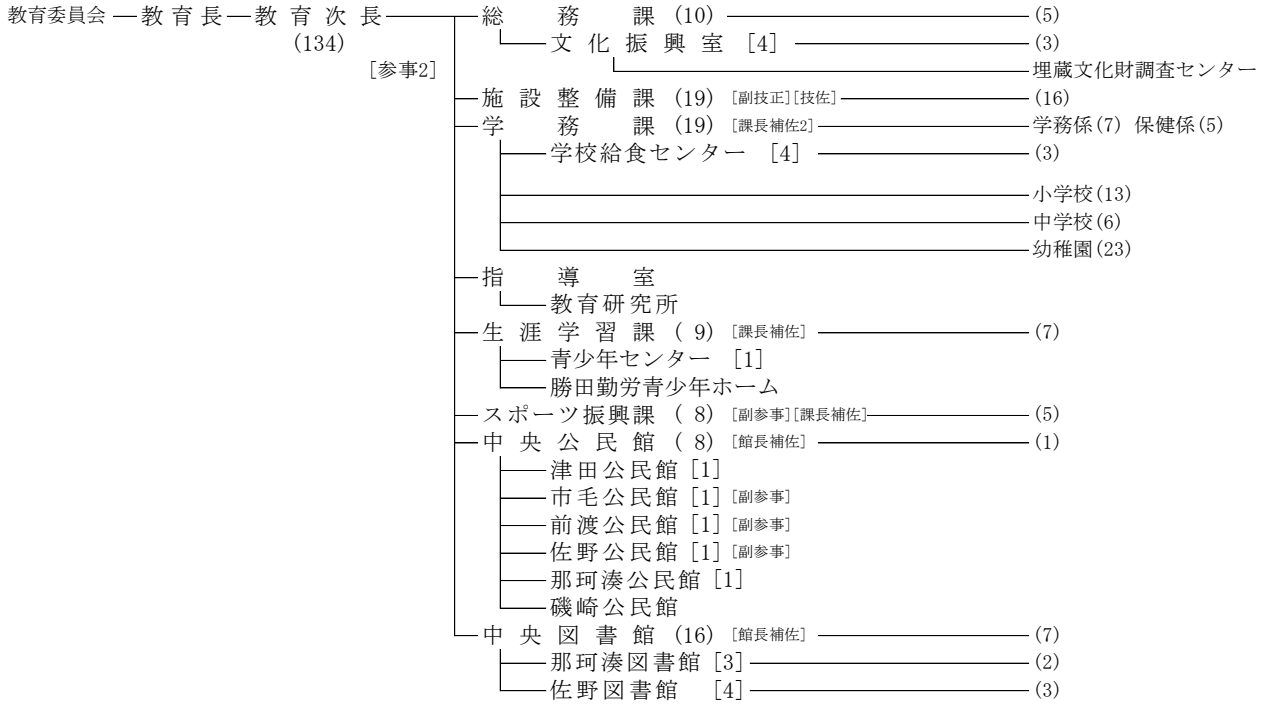 教育委員会 教育長 教育次長 総務課 (10) (5)
(134) 文化振興室 [4] (3)
[参事2] 埋蔵文化財調査センター
施設整備課 (19) [副技正][技佐] (16)
学務課 (19) [課長補佐2] 学務係(7) 保健係(5)
学校給食センター [4] (3)
小学校(13)
中学校(6)
幼稚園(23)
指導室
教育研究所
生涯学習課 ( 9) [課長補佐] (7)
青少年センター [1]
勝田勤労青少年ホーム
スポーツ振興課 ( 8) [副参事][課長補佐] (5)
中央公民館 ( 8) [館長補佐] (1)
津田公民館 [1]
市毛公民館 [1] [副参事]
前渡公民館 [1] [副参事]
佐野公民館 [1] [副参事]
那珂湊公民館 [1]
磯崎公民館
中央図書館 (16) [館長補佐] (7)
那珂湊図書館 [3] (2)
佐野図書館 [4] (3)